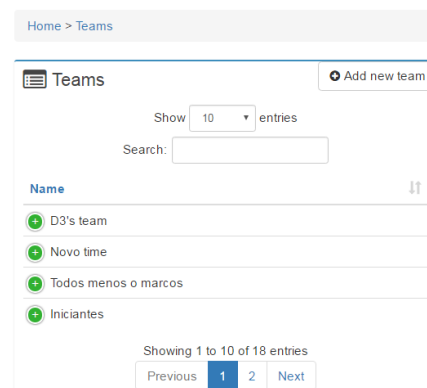 Home > Teams
Teams
Add new team
Show 10 entries
Search:
Name
D3's team
Novo time
Todos menos o marcos
Iniciantes
Showing 1 to 10 of 18 entries
Previous 1 2 Next